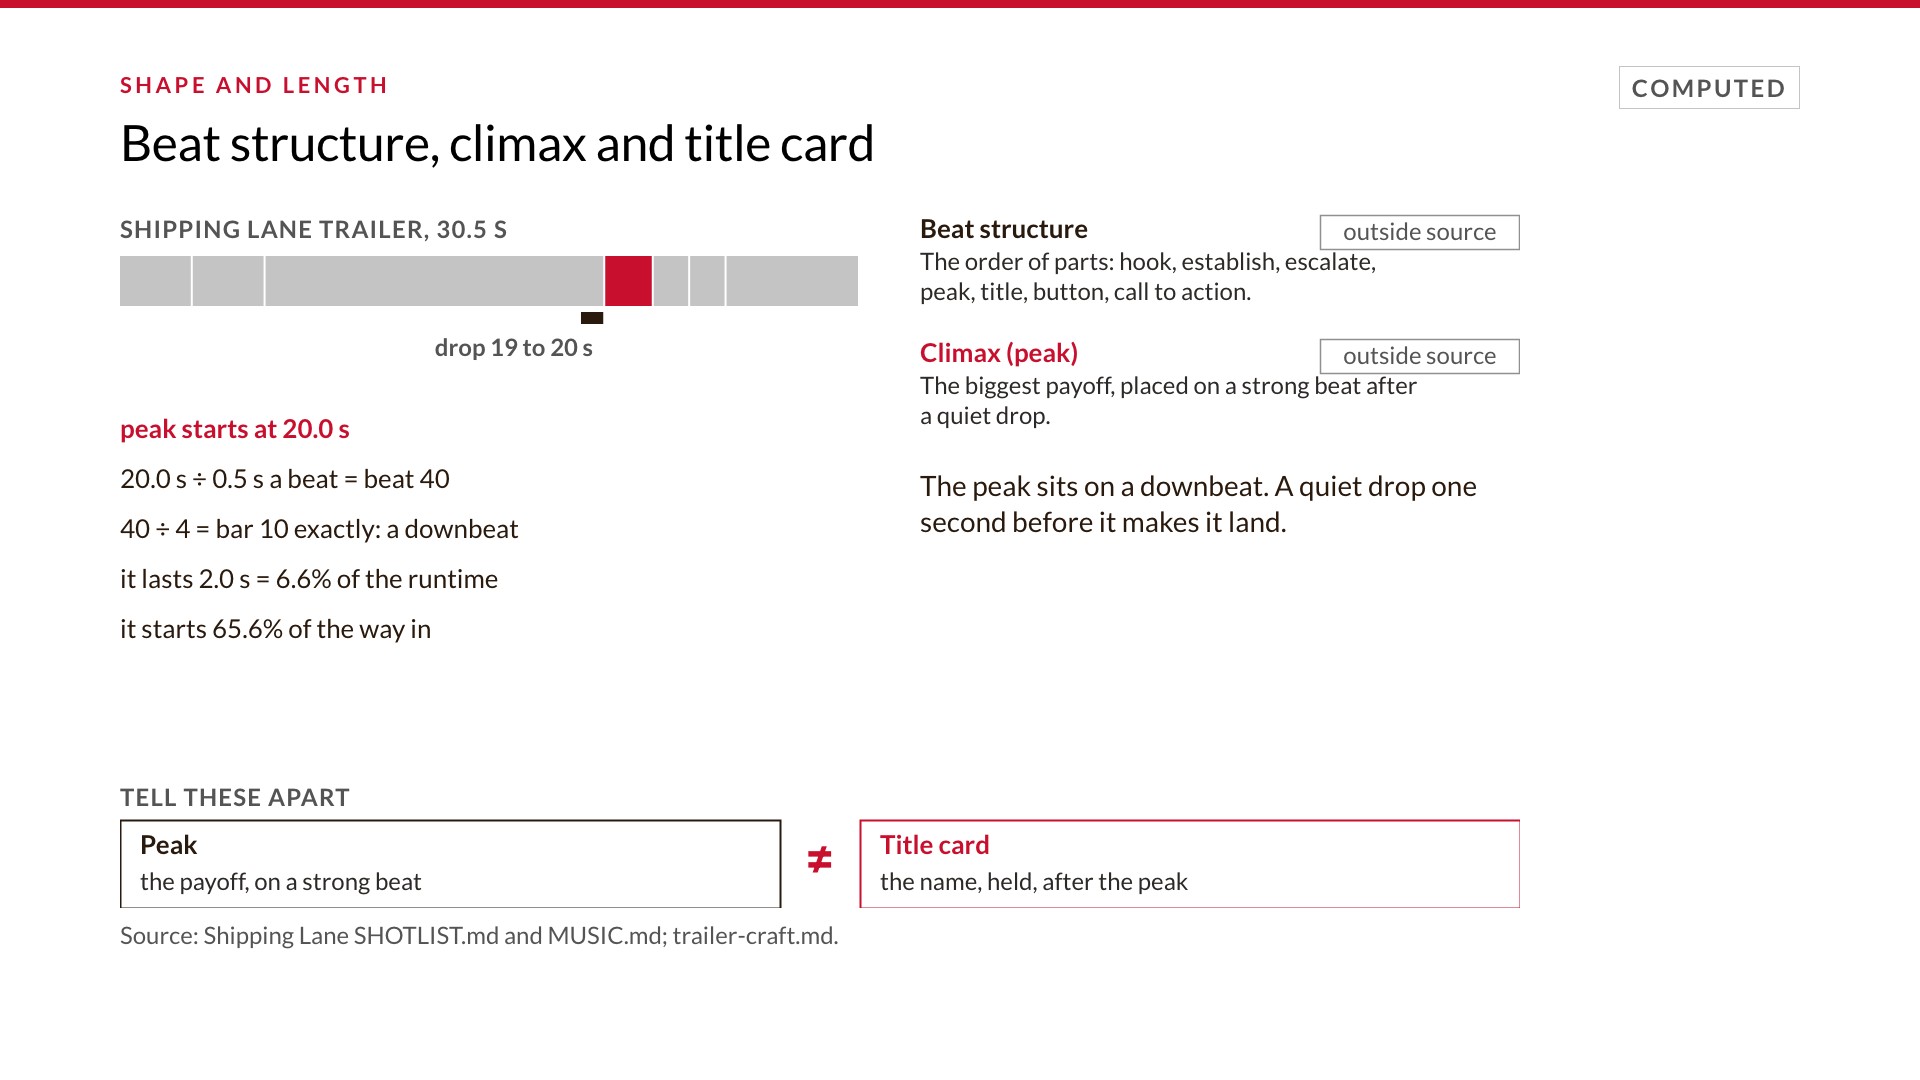 SHAPE AND LENGTH
COMPUTED
Beat structure, climax and title card
SHIPPING LANE TRAILER, 30.5 S
drop 19 to 20 s
peak starts at 20.0 s
20.0 s ÷ 0.5 s a beat = beat 40
40 ÷ 4 = bar 10 exactly: a downbeat
it lasts 2.0 s = 6.6% of the runtime
it starts 65.6% of the way in
Beat structure
outside source
The order of parts: hook, establish, escalate,
peak, title, button, call to action.
Climax (peak)
outside source
The biggest payoff, placed on a strong beat after
a quiet drop.
The peak sits on a downbeat. A quiet drop one
second before it makes it land.
TELL THESE APART
Peak
the payoff, on a strong beat
≠
Title card
the name, held, after the peak
Source: Shipping Lane SHOTLIST.md and MUSIC.md; trailer-craft.md.